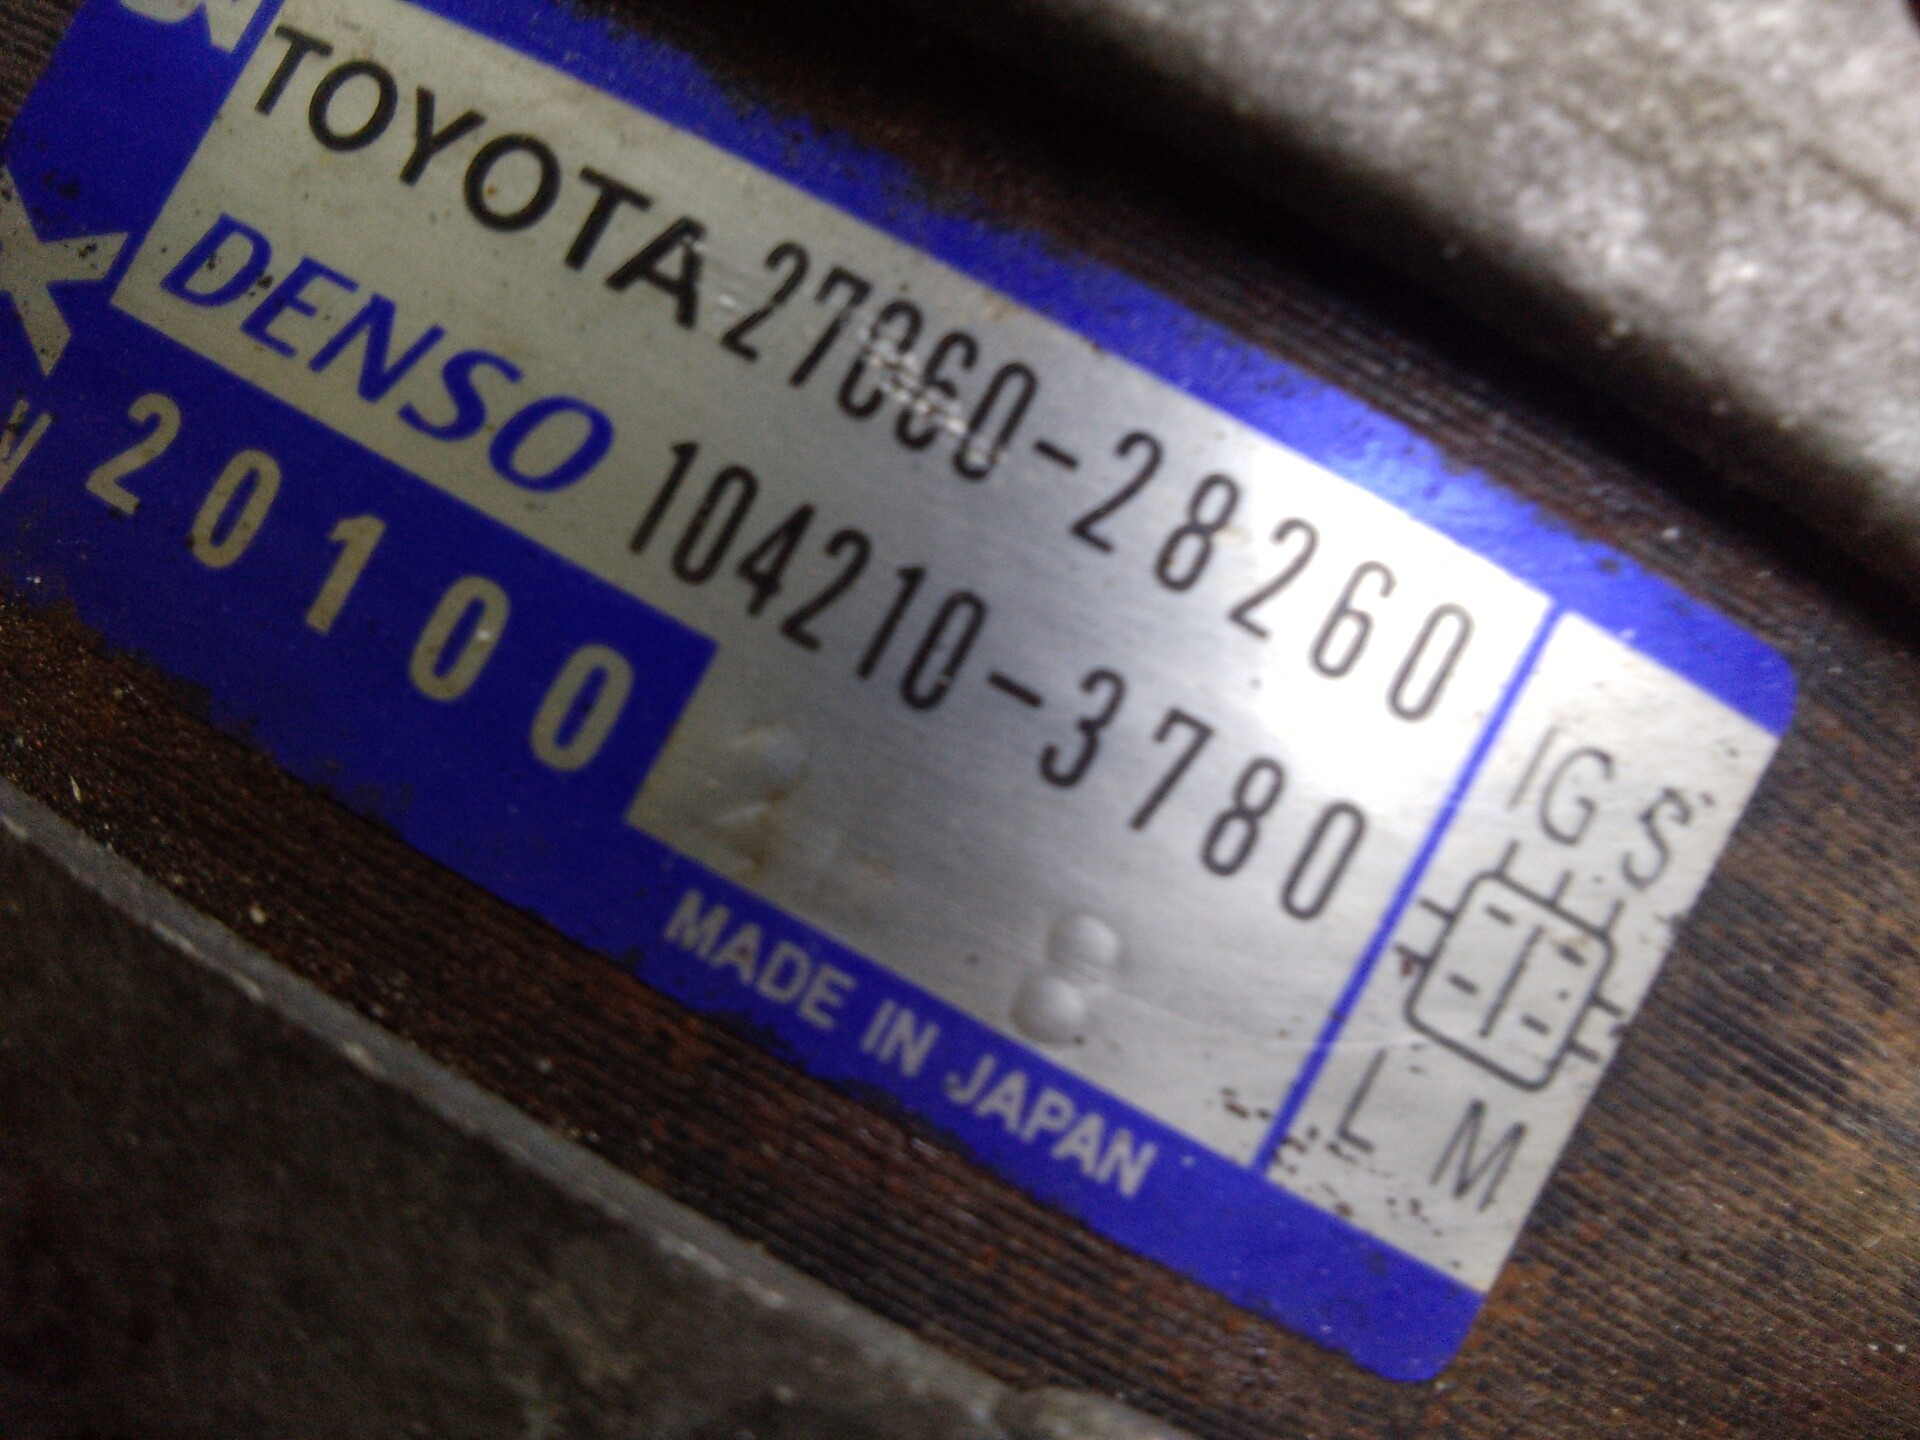 TOYOTA 27060-28260
DENSO 104210-3780
20100
MADE IN JAPAN
IG S
L M